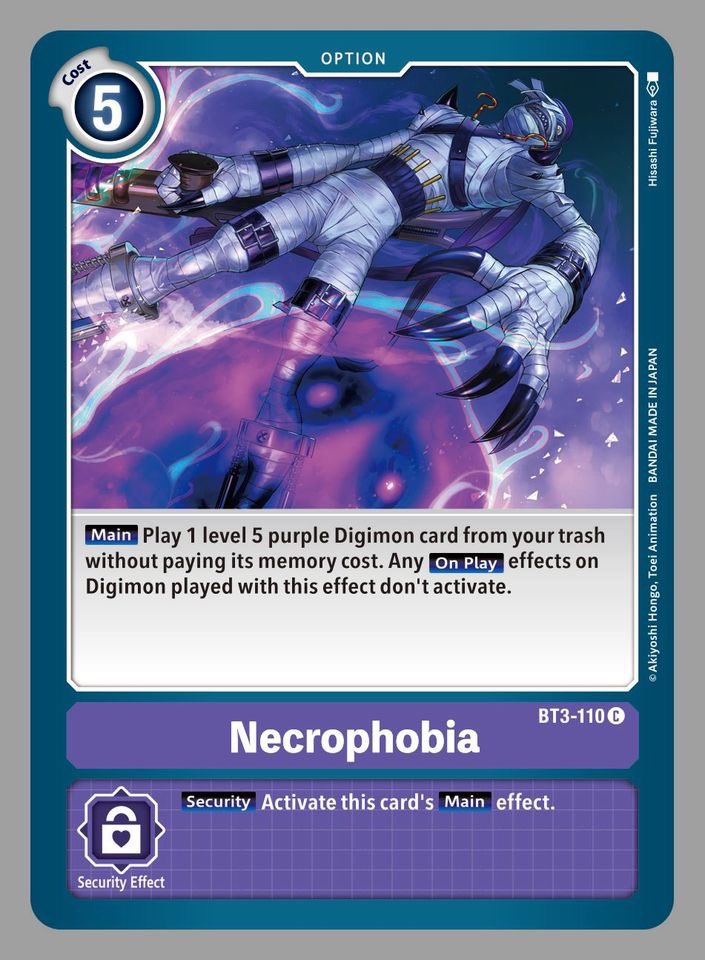 OPTION
Cost
5
Hisashi Fujiwara
BANDAI MADE IN JAPAN
© Akiyoshi Hongo, Toei Animation
Main Play 1 level 5 purple Digimon card from your trash
without paying its memory cost. Any On Play effects on
Digimon played with this effect don't activate.
BT3-110 C
Necrophobia
Security Activate this card's Main effect.
Security Effect